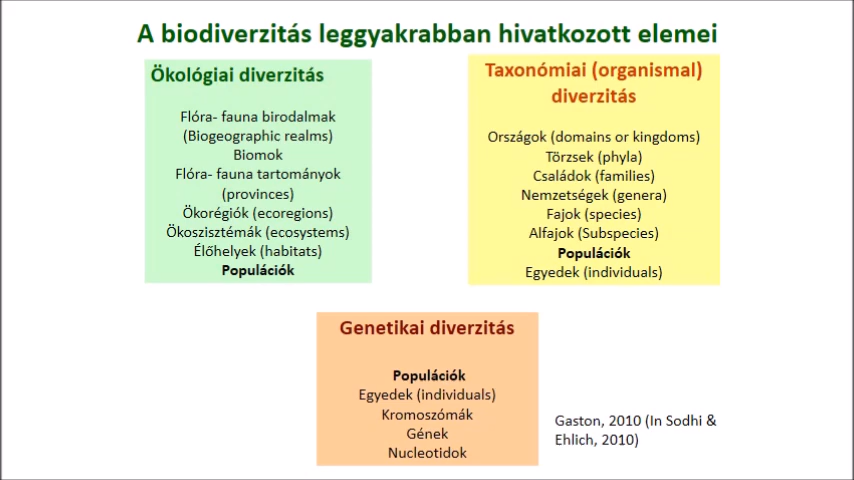 A biodiverzitás leggyakrabban hivatkozott elemei
Ökológiai diverzitás
Flóra- fauna birodalmak
(Biogeographic realms)
Biomok
Flóra- fauna tartományok
(provinces)
Ökorégiók (ecoregions)
Ökoszisztémák (ecosystems)
Élőhelyek (habitats)
Populációk
Taxonómiai (organismal)
diverzitás
Országok (domains or kingdoms)
Törzsek (phyla)
Családok (families)
Nemzetségek (genera)
Fajok (species)
Alfajok (Subspecies)
Populációk
Egyedek (individuals)
Genetikai diverzitás
Populációk
Egyedek (individuals)
Kromoszómák
Gének
Nucleotidok
Gaston, 2010 (In Sodhi &
Ehlich, 2010)